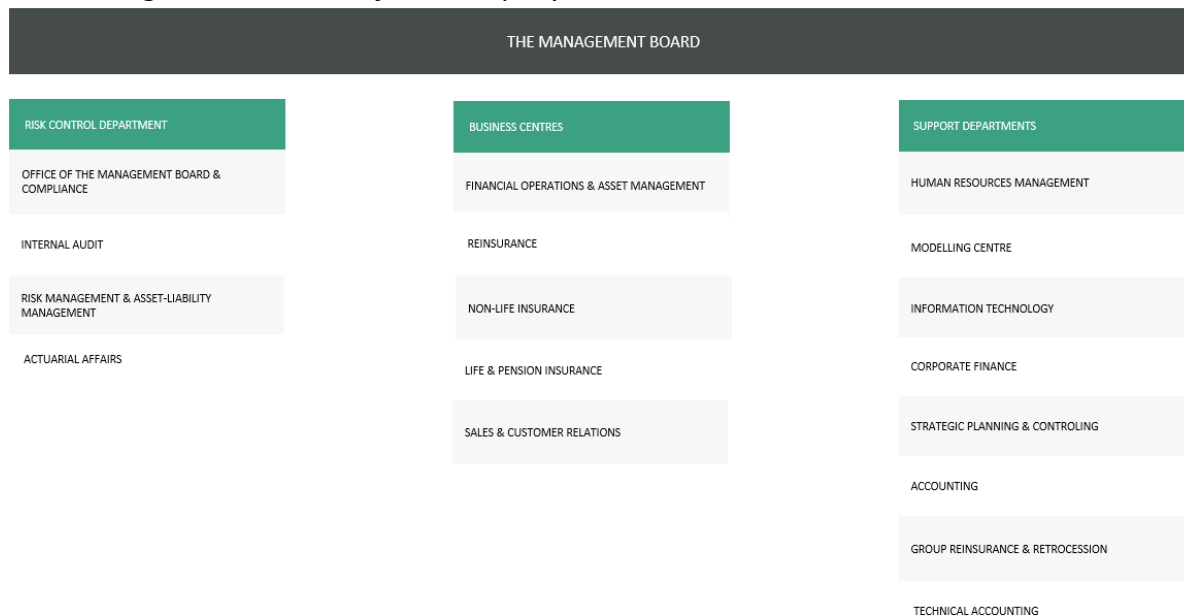 THE MANAGEMENT BOARD
RISK CONTROL DEPARTMENT
OFFICE OF THE MANAGEMENT BOARD &
COMPLIANCE
INTERNAL AUDIT
RISK MANAGEMENT & ASSET-LIABILITY
MANAGEMENT
ACTUARIAL AFFAIRS
BUSINESS CENTRES
FINANCIAL OPERATIONS & ASSET MANAGEMENT
REINSURANCE
NON-LIFE INSURANCE
LIFE & PENSION INSURANCE
SALES & CUSTOMER RELATIONS
SUPPORT DEPARTMENTS
HUMAN RESOURCES MANAGEMENT
MODELLING CENTRE
INFORMATION TECHNOLOGY
CORPORATE FINANCE
STRATEGIC PLANNING & CONTROLING
ACCOUNTING
GROUP REINSURANCE & RETROCESSION
TECHNICAL ACCOUNTING